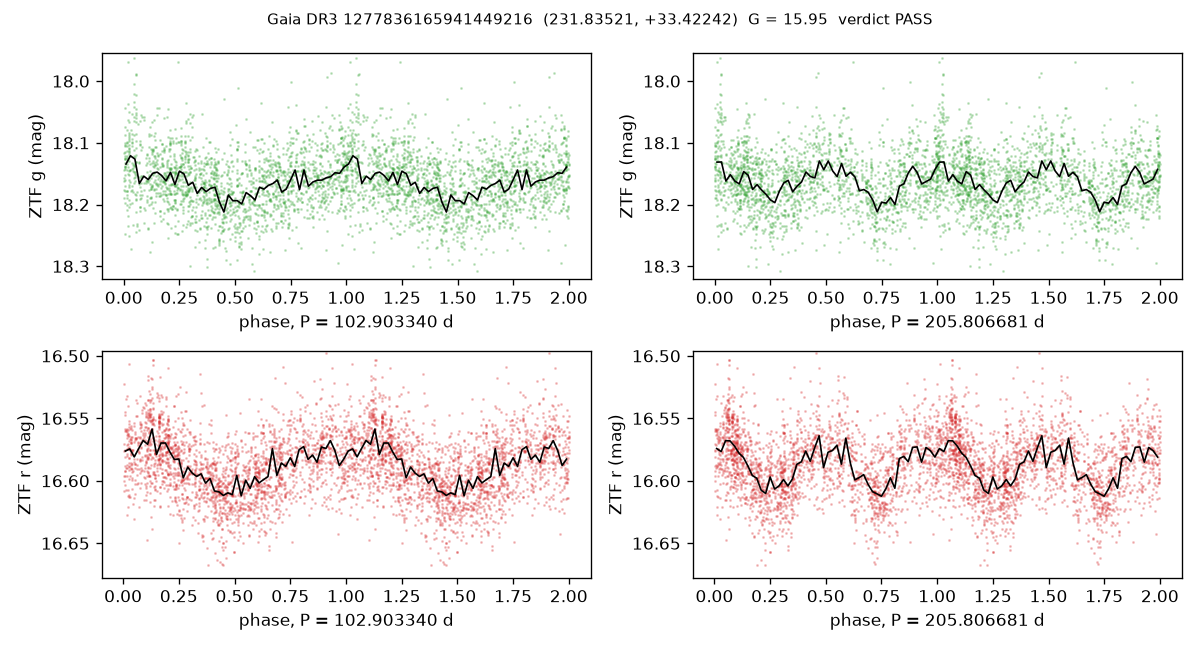 Gaia DR3 1277836165941449216 (231.83521, +33.42242) G = 15.95 verdict PASS
ZTF g (mag)
18.0
18.1
18.2
18.3
0.00 0.25 0.50 0.75 1.00 1.25 1.50 1.75 2.00
phase, P = 102.903340 d
ZTF g (mag)
18.0
18.1
18.2
18.3
0.00 0.25 0.50 0.75 1.00 1.25 1.50 1.75 2.00
phase, P = 205.806681 d
ZTF r (mag)
16.50
16.55
16.60
16.65
0.00 0.25 0.50 0.75 1.00 1.25 1.50 1.75 2.00
phase, P = 102.903340 d
ZTF r (mag)
16.50
16.55
16.60
16.65
0.00 0.25 0.50 0.75 1.00 1.25 1.50 1.75 2.00
phase, P = 205.806681 d